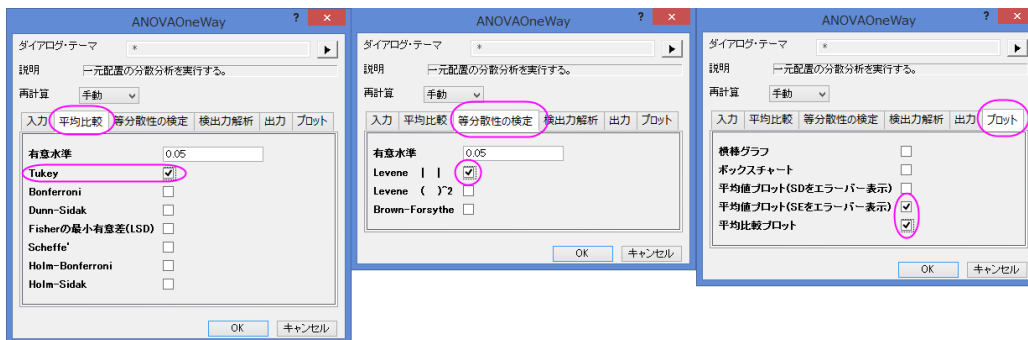 ANOVAOneWay ? ×
ダイアログ・テーマ *
説明 一元配置の分散分析を実行する。
再計算 手動
入力 平均比較 等分散性の検定 検出力解析 出力 プロット
有意水準 0.05
Tukey
Bonferroni
Dunn-Sidak
Fisherの最小有意差(LSD)
Scheffe'
Holm-Bonferroni
Holm-Sidak
OK キャンセル
ANOVAOneWay ? ×
ダイアログ・テーマ *
説明 一元配置の分散分析を実行する。
再計算 手動
入力 平均比較 等分散性の検定 検出力解析 出力 プロット
有意水準 0.05
Levene | |
Levene ( )^2
Brown-Forsythe
OK キャンセル
ANOVAOneWay ? ×
ダイアログ・テーマ *
説明 一元配置の分散分析を実行する。
再計算 手動
入力 平均比較 等分散性の検定 検出力解析 出力 プロット
横棒グラフ
ボックスチャート
平均値プロット(SDをエラーバー表示)
平均値プロット(SEをエラーバー表示)
平均比較プロット
OK キャンセル